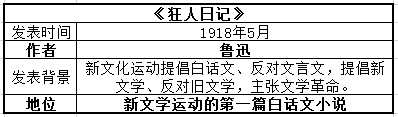 《狂人日记》
发表时间 1918年5月
作者 鲁迅
发表背景 新文化运动提倡白话文、反对文言文，提倡新
文学、反对旧文学，主张文学革命。
地位 新文学运动的第一篇白话文小说